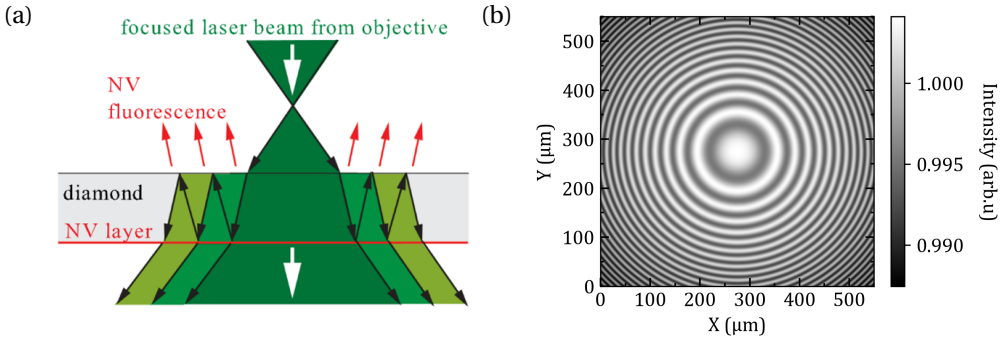 (a)
focused laser beam from objective
NV
fluorescence
diamond
NV layer
(b)
500
400
300
200
100
0
Y (μm)
0 100 200 300 400 500
X (μm)
1.000
0.995
0.990
Intensity (arb.u)